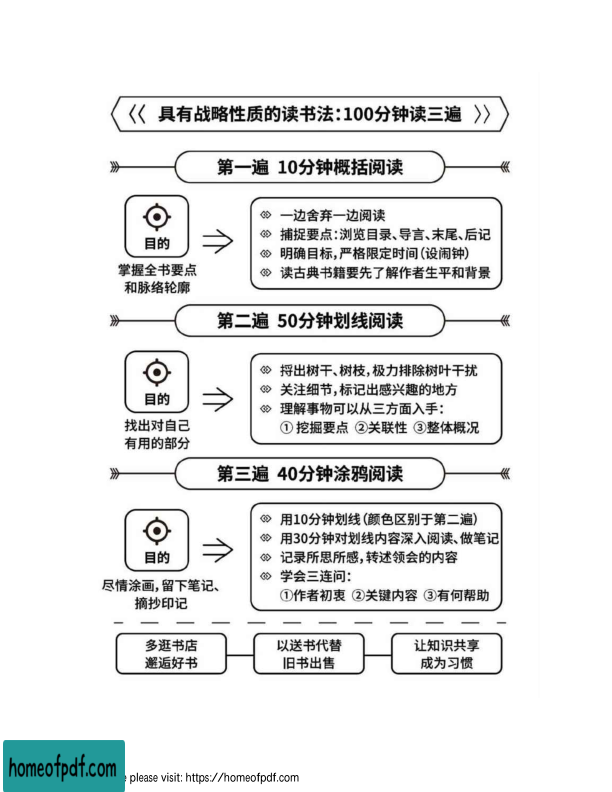 具有战略性质的读书法:100分钟读三遍
第一遍 10分钟概括阅读
目的
掌握全书要点
和脉络轮廓
一边舍弃一边阅读
捕捉要点:浏览目录、导言、末尾、后记
明确目标,严格限定时间(设闹钟)
读古典书籍要先了解作者生平和背景
第二遍 50分钟划线阅读
目的
找出对自己
有用的部分
捋出树干、树枝,极力排除树叶干扰
关注细节,标记出感兴趣的地方
理解事物可以从三方面入手:
①挖掘要点 ②关联性 ③整体概况
第三遍 40分钟涂鸦阅读
目的
尽情涂画,留下笔记、
摘抄印记
用10分钟划线(颜色区别于第二遍)
用30分钟对划线内容深入阅读、做笔记
记录所思所感,转述领会的内容
学会三连问:
①作者初衷 ②关键内容 ③有何帮助
多逛书店
邂逅好书
以送书代替
旧书出售
让知识共享
成为习惯
homeofpdf.com
please visit: https://homeofpdf.com